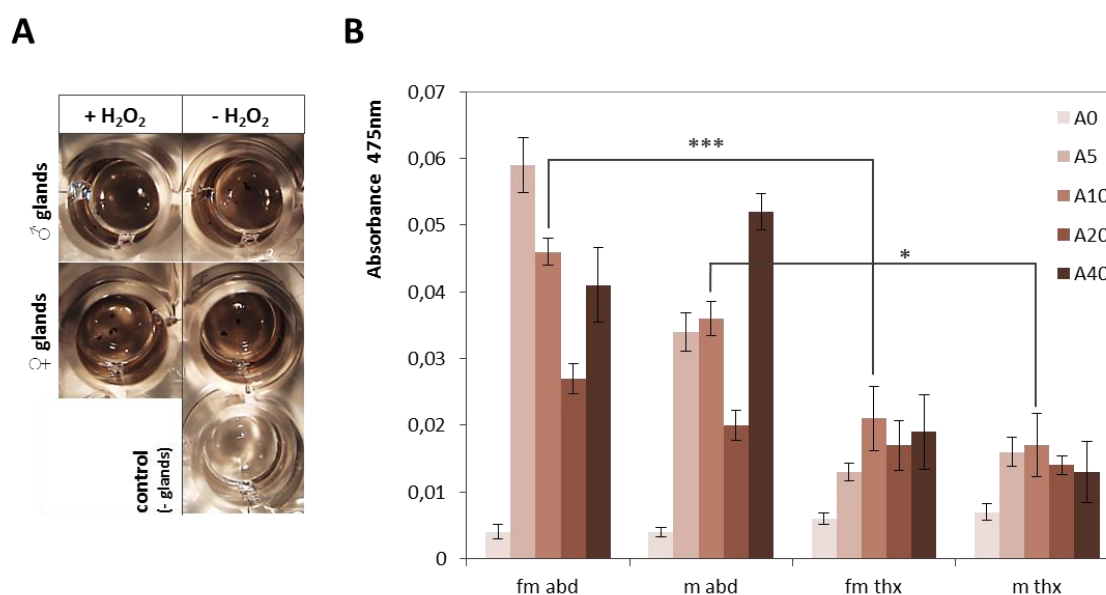 A
+ H₂O₂
- H₂O₂
♂ glands
♀ glands
control
(- glands)
B
Absorbance 475nm
0,07
0,06
0,05
0,04
0,03
0,02
0,01
0
***
*
A0
A5
A10
A20
A40
fm abd
m abd
fm thx
m thx